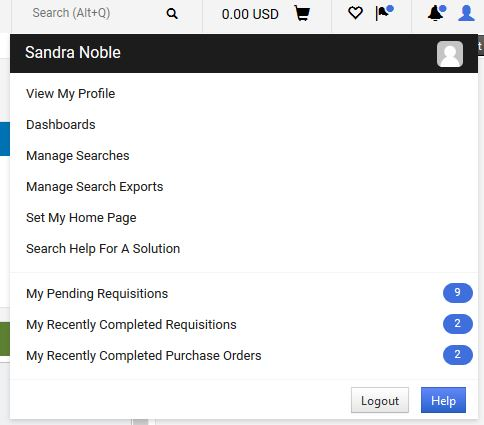 Search (Alt+Q)
0.00 USD
Sandra Noble
View My Profile
Dashboards
Manage Searches
Manage Search Exports
Set My Home Page
Search Help For A Solution
My Pending Requisitions 9
My Recently Completed Requisitions 2
My Recently Completed Purchase Orders 2
Logout Help